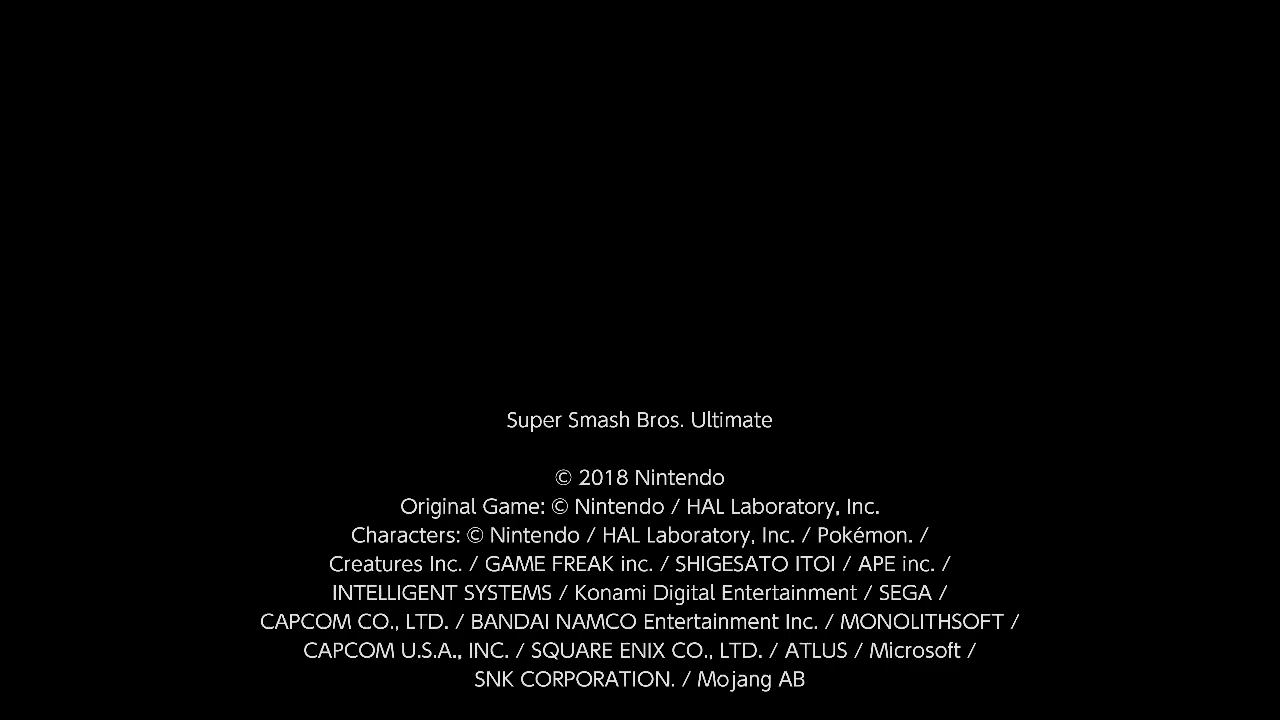 Super Smash Bros. Ultimate
© 2018 Nintendo
Original Game: © Nintendo / HAL Laboratory, Inc.
Characters: © Nintendo / HAL Laboratory, Inc. / Pokémon. /
Creatures Inc. / GAME FREAK inc. / SHIGESATO ITOI / APE inc. /
INTELLIGENT SYSTEMS / Konami Digital Entertainment / SEGA /
CAPCOM CO., LTD. / BANDAI NAMCO Entertainment Inc. / MONOLITHSOFT /
CAPCOM U.S.A., INC. / SQUARE ENIX CO., LTD. / ATLUS / Microsoft /
SNK CORPORATION. / Mojang AB